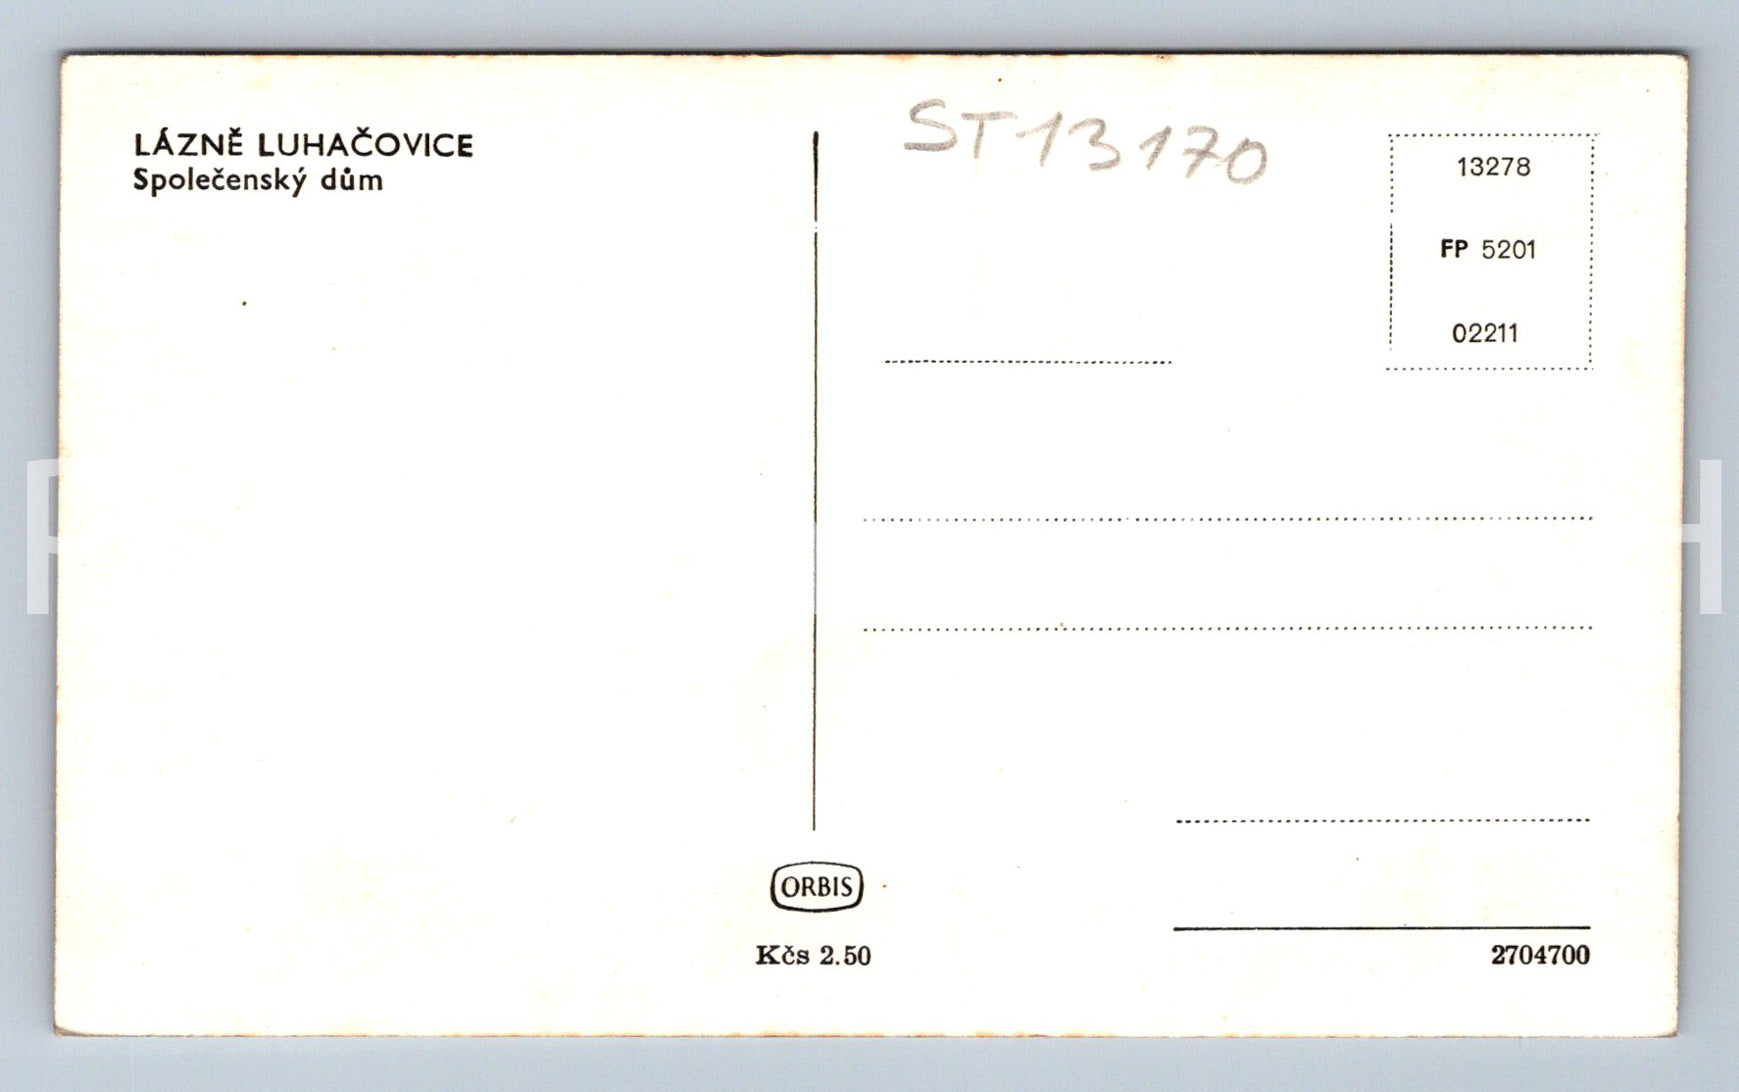 LÁZNĚ LUHAČOVICE
Společenský dům
ST13170
13278
FP 5201
02211
ORBIS
Kčs 2.50
2704700